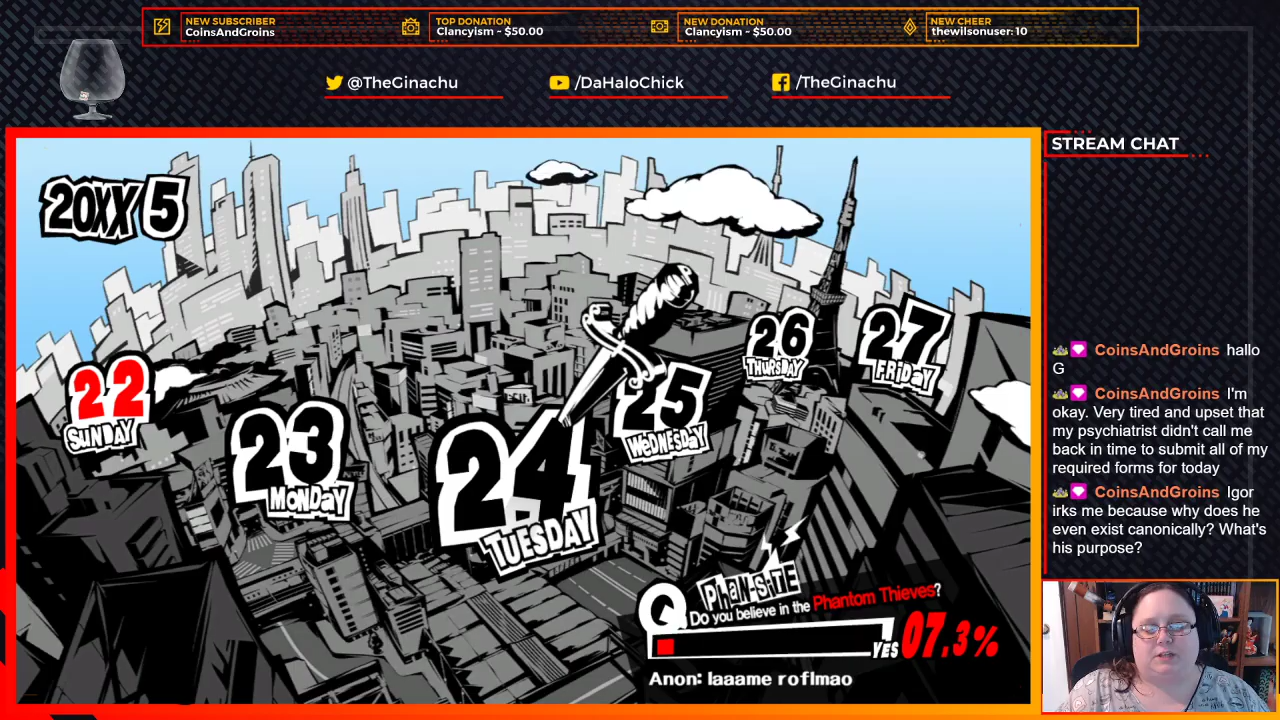 NEW SUBSCRIBER
CoinsAndGroins
TOP DONATION
Clancyism ~ $50.00
NEW DONATION
Clancyism ~ $50.00
NEW CHEER
thewilsonuser: 10
@TheGinachu
/DaHaloChick
/TheGinachu
STREAM CHAT
20XX 5
22
SUNDAY
23
MONDAY
24
TUESDAY
25
WEDNESDAY
26
THURSDAY
27
FRIDAY
Q PHAN-SITE
Do you believe in the Phantom Thieves?
YES 07.3%
Anon: laaame roflmao
CoinsAndGroins hallo
G
CoinsAndGroins I'm
okay. Very tired and upset that
my psychiatrist didn't call me
back in time to submit all of my
required forms for today
CoinsAndGroins Igor
irks me because why does he
even exist canonically? What's
his purpose?